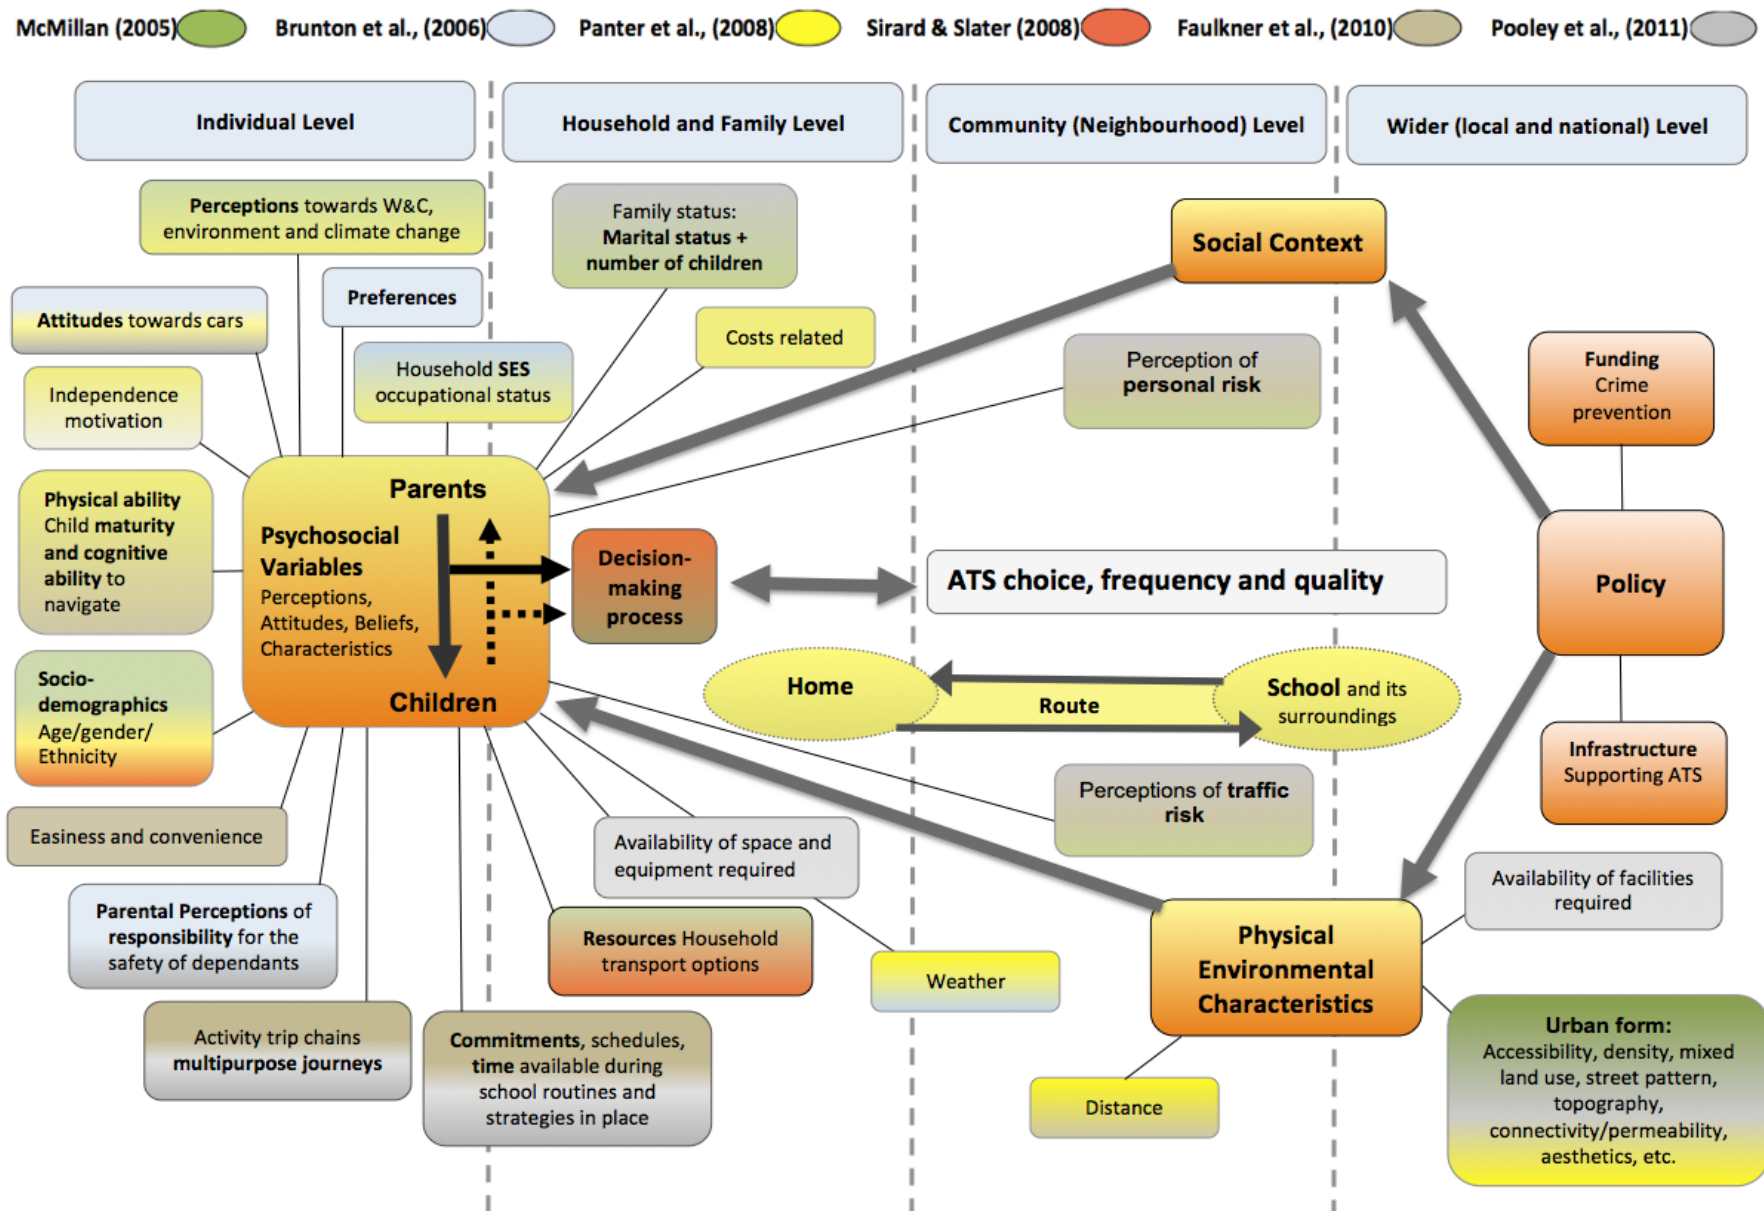 McMillan (2005)
Brunton et al., (2006)
Panter et al., (2008)
Sirard & Slater (2008)
Faulkner et al., (2010)
Pooley et al., (2011)
Individual Level
Household and Family Level
Community (Neighbourhood) Level
Wider (local and national) Level
Perceptions towards W&C,
environment and climate change
Family status:
Marital status +
number of children
Social Context
Preferences
Attitudes towards cars
Costs related
Household SES
occupational status
Perception of
personal risk
Funding
Crime
prevention
Independence
motivation
Parents
Physical ability
Child maturity
and cognitive
ability to
navigate
Psychosocial
Variables
Perceptions,
Attitudes, Beliefs,
Characteristics
Children
Decision-
making
process
ATS choice, frequency and quality
Policy
Socio-
demographics
Age/gender/
Ethnicity
Home
Route
School and its
surroundings
Infrastructure
Supporting ATS
Perceptions of traffic
risk
Easiness and convenience
Availability of space and
equipment required
Availability of facilities
required
Parental Perceptions of
responsibility for the
safety of dependants
Resources Household
transport options
Weather
Physical
Environmental
Characteristics
Activity trip chains
multipurpose journeys
Commitments, schedules,
time available during
school routines and
strategies in place
Distance
Urban form:
Accessibility, density, mixed
land use, street pattern,
topography,
connectivity/permeability,
aesthetics, etc.